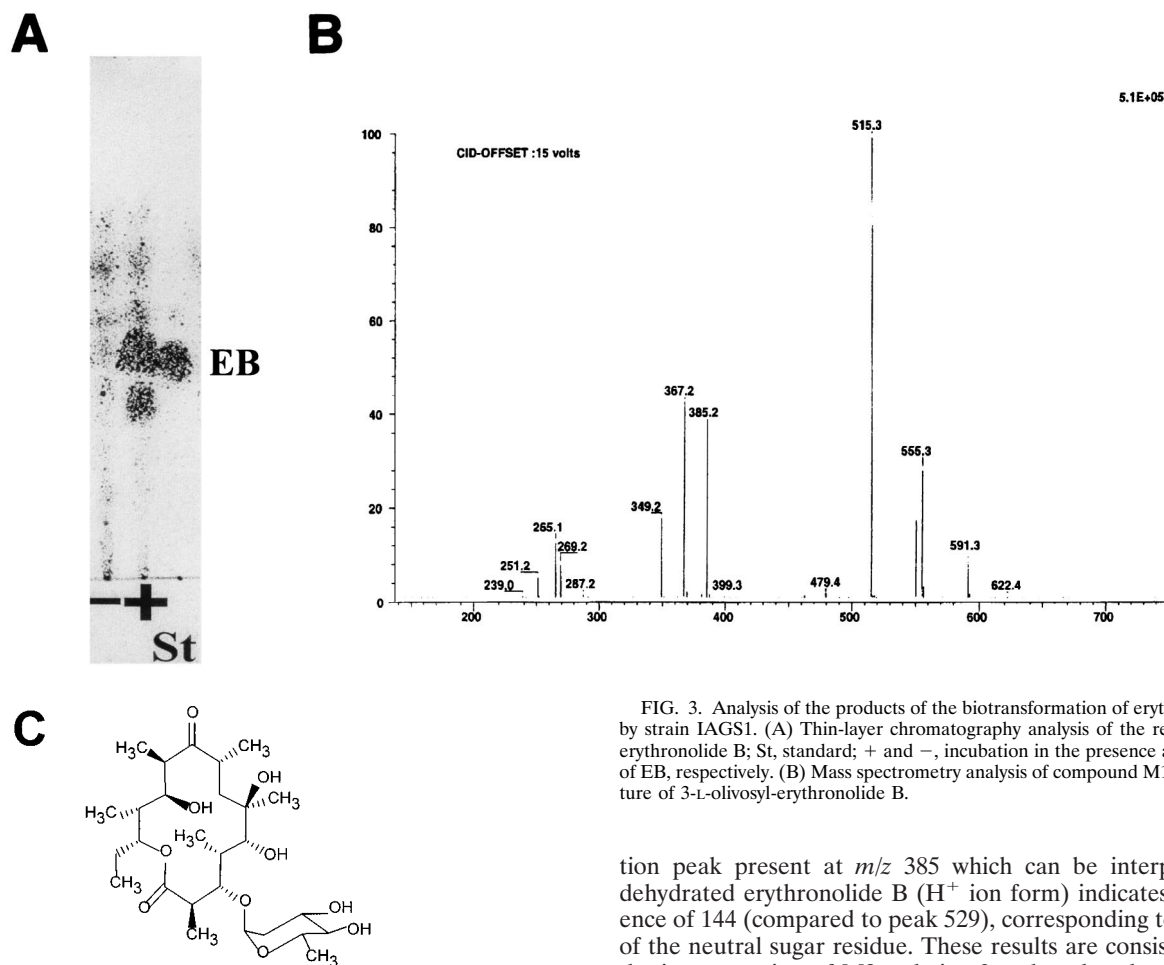 A
B
EB
− +
St
5.1E+05
CID-OFFSET :15 volts
100
80
60
40
20
0
515.3
367.2
385.2
555.3
349.2
265.1
269.2
591.3
251.2
239.0
287.2
399.3
479.4
622.4
200
300
400
500
600
700
C
O
H₃C
CH₃
OH
H₃C
OH
CH₃
H₃C
OH
O
CH₃
O
O
CH₃
O
OH
OH
CH₃
FIG. 3. Analysis of the products of the biotransformation of eryt
by strain IAGS1. (A) Thin-layer chromatography analysis of the re
erythronolide B; St, standard; + and −, incubation in the presence a
of EB, respectively. (B) Mass spectrometry analysis of compound M1
ture of 3-L-olivosyl-erythronolide B.
tion peak present at m/z 385 which can be interp
dehydrated erythronolide B (H⁺ ion form) indicates
ence of 144 (compared to peak 529), corresponding to
of the neutral sugar residue. These results are consis